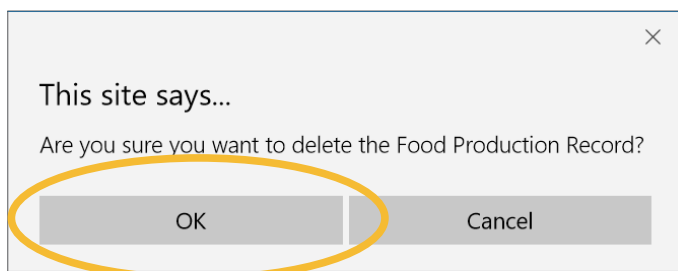 This site says...
Are you sure you want to delete the Food Production Record?
OK
Cancel